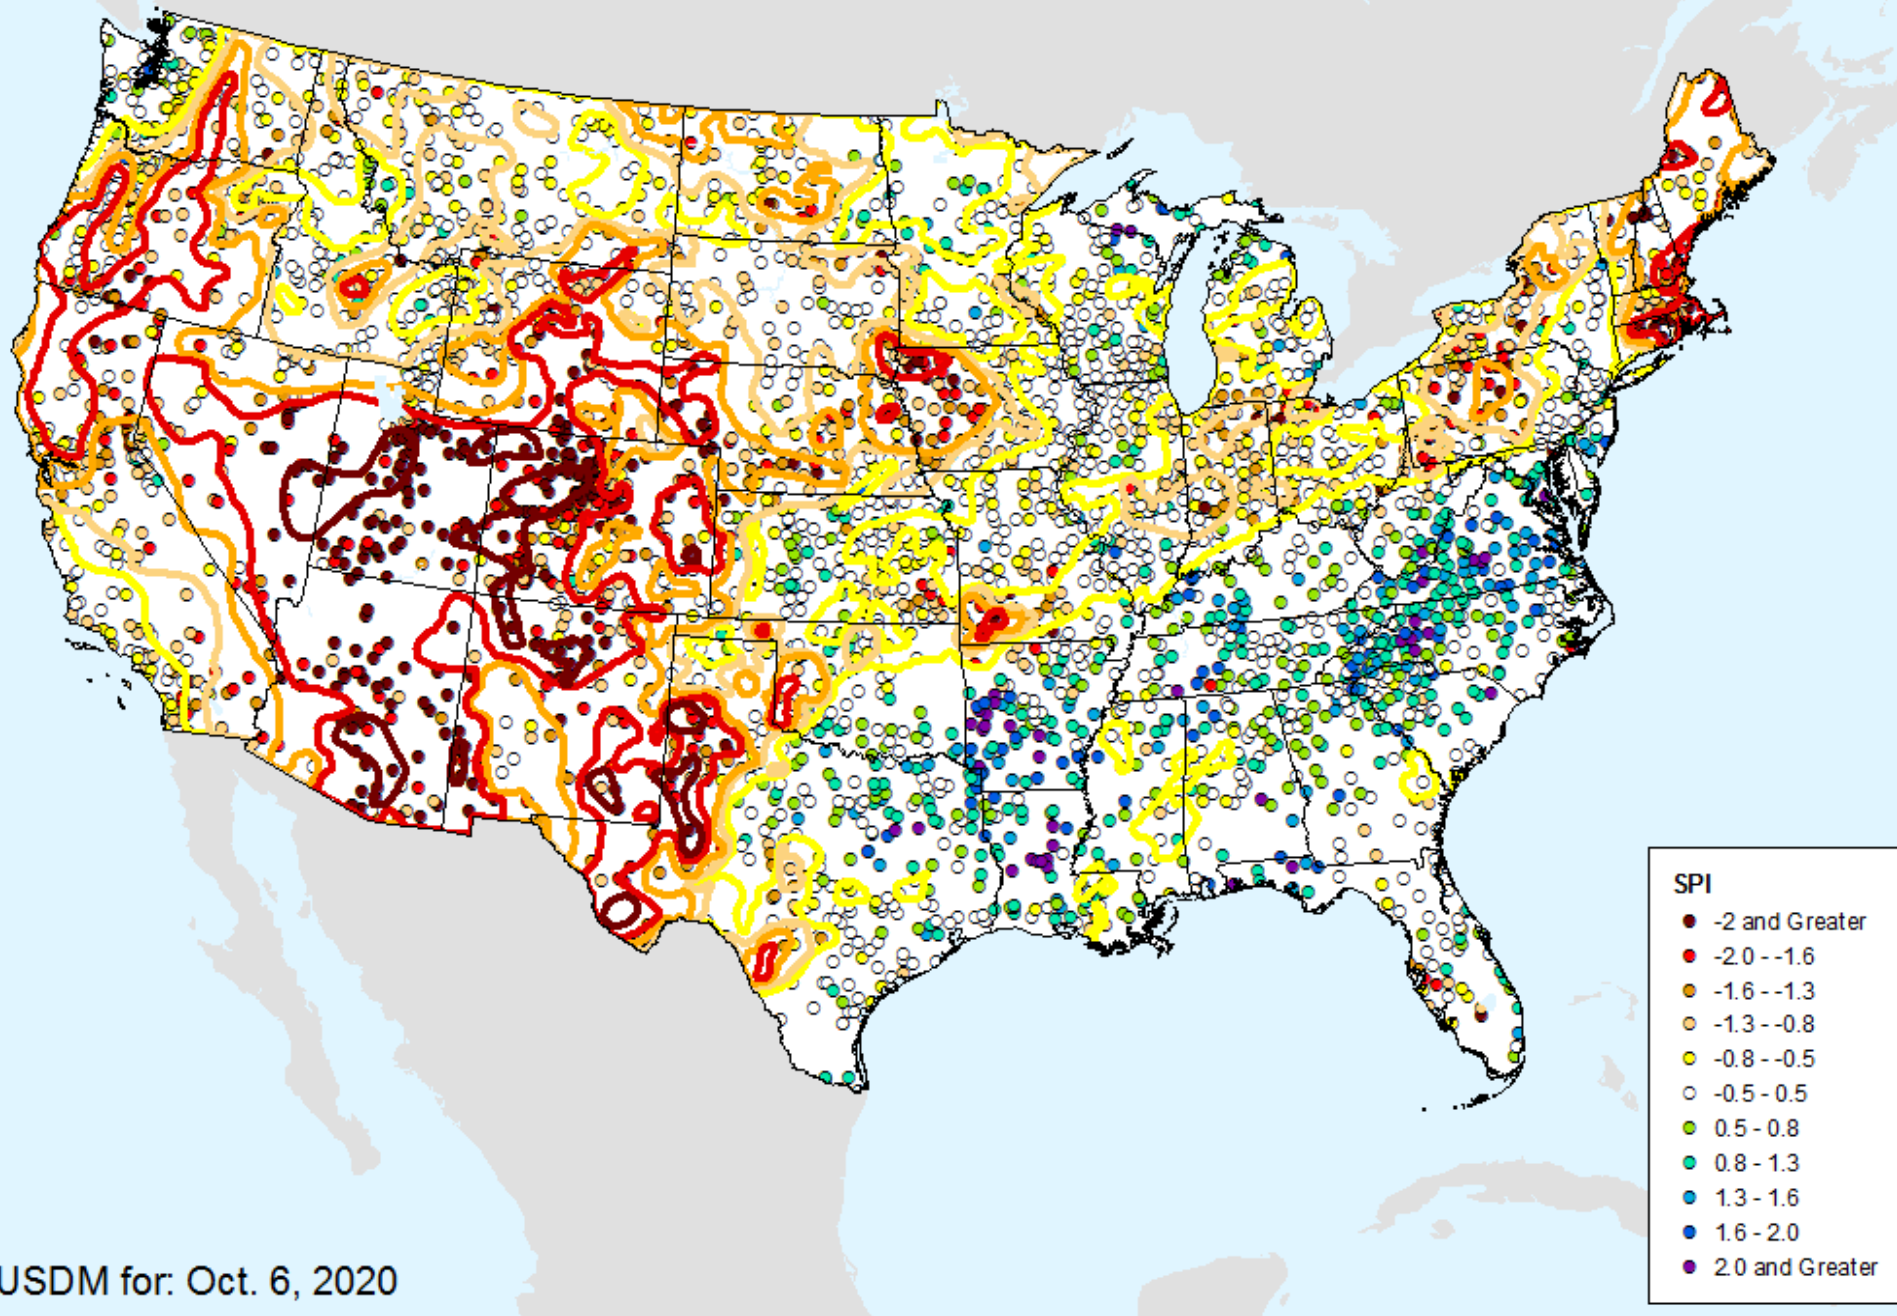 SPI
-2 and Greater
-2.0 - -1.6
-1.6 - -1.3
-1.3 - -0.8
-0.8 - -0.5
-0.5 - 0.5
0.5 - 0.8
0.8 - 1.3
1.3 - 1.6
1.6 - 2.0
2.0 and Greater
USDM for: Oct. 6, 2020